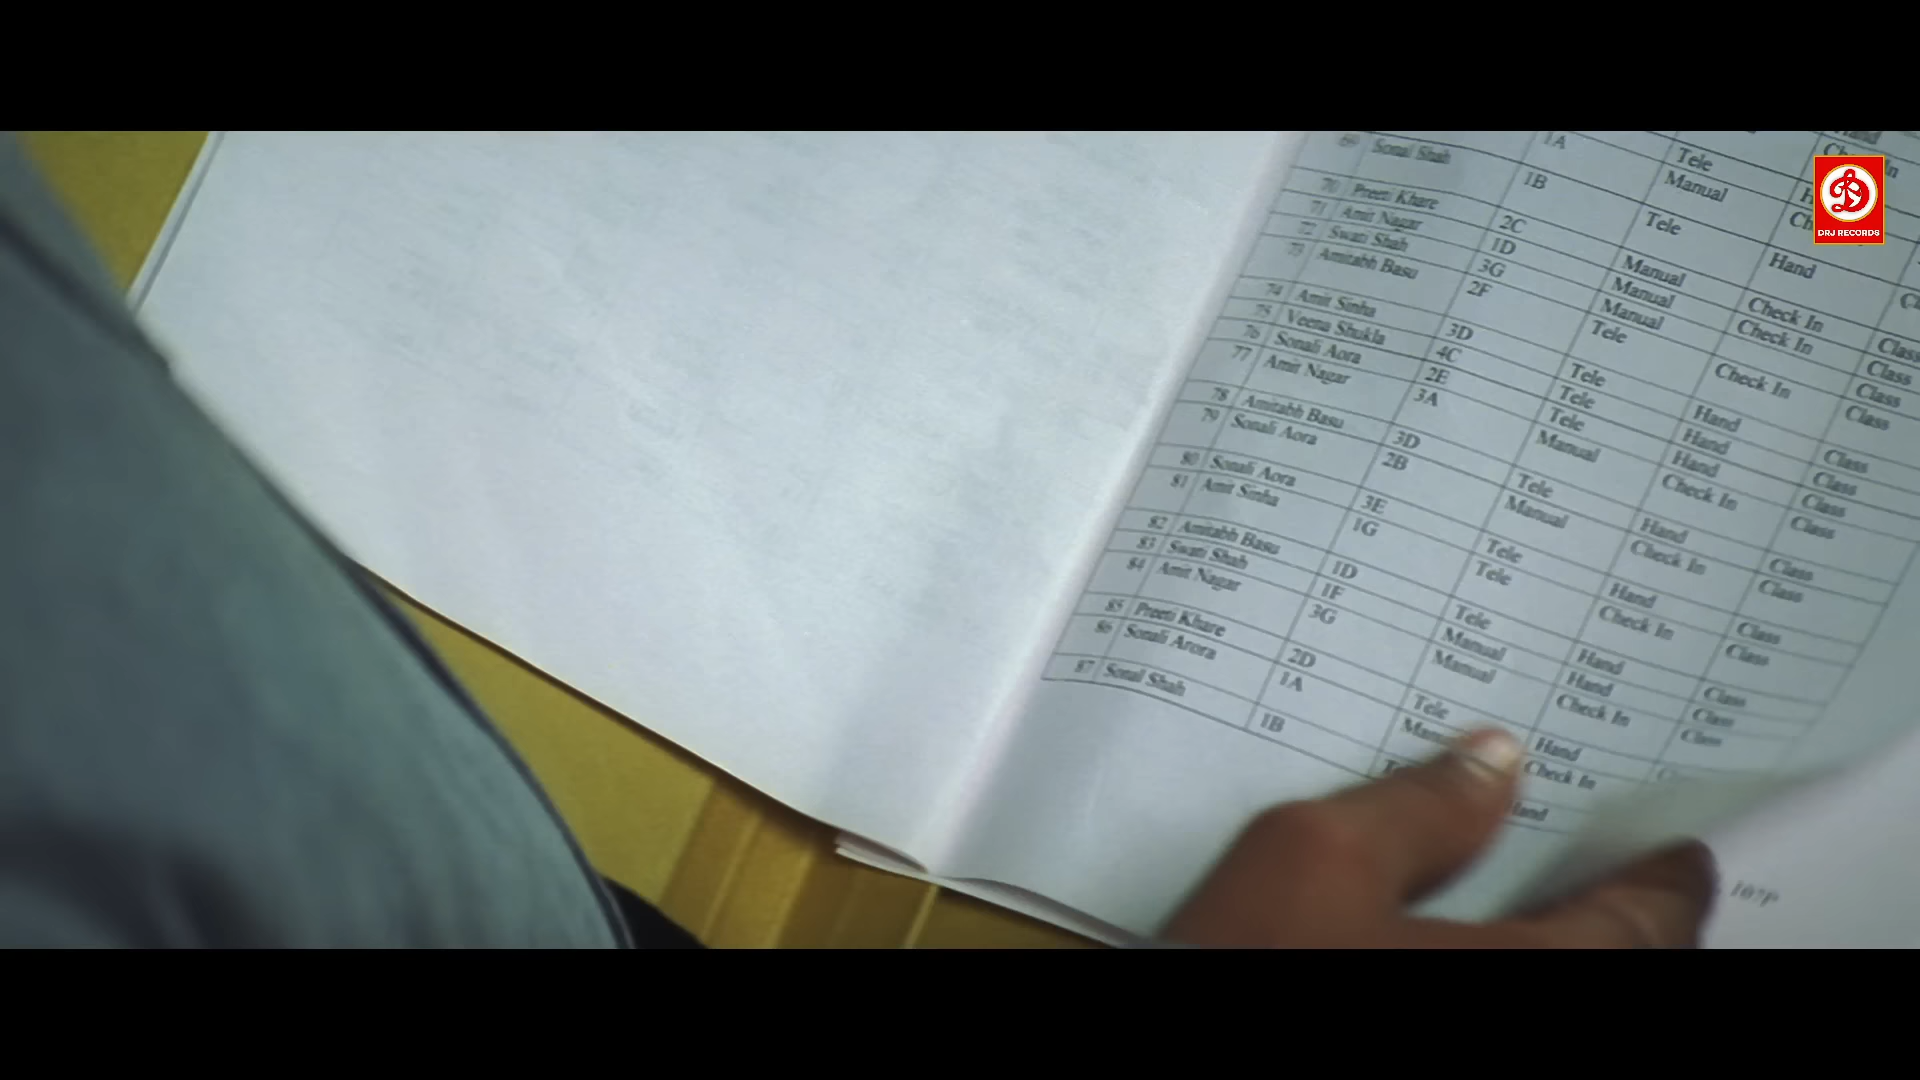 69 Sonal Shah 1A Tele
70 Preeti Khare 1B Manual
71 Amit Nagar 2C Tele Hand
72 Swati Shah 1D Manual Check In Class
73 Amitabh Basu 3G Manual Check In Class
2F Manual
74 Amit Sinha 3D Tele Check In Class
75 Veena Shukla 4C Tele Hand Class
76 Sonali Aora 2E Tele Hand Class
77 Amit Nagar 3A Tele Hand Class
78 Amitabh Basu 3D Manual Check In Class
79 Sonali Aora 2B Tele Hand Class
80 Sonali Aora 3E Manual Check In Class
81 Amit Sinha 1G Tele Hand Class
82 Amitabh Basu 1D Tele Check In Class
83 Swati Shah 1F Tele Hand Class
84 Amit Nagar 3G Manual Hand Class
85 Preeti Khare 2D Manual Check In Class
86 Sonali Arora 1A Tele Hand
87 Sonal Shah 1B Check In
Hand
107P
DRJ RECORDS